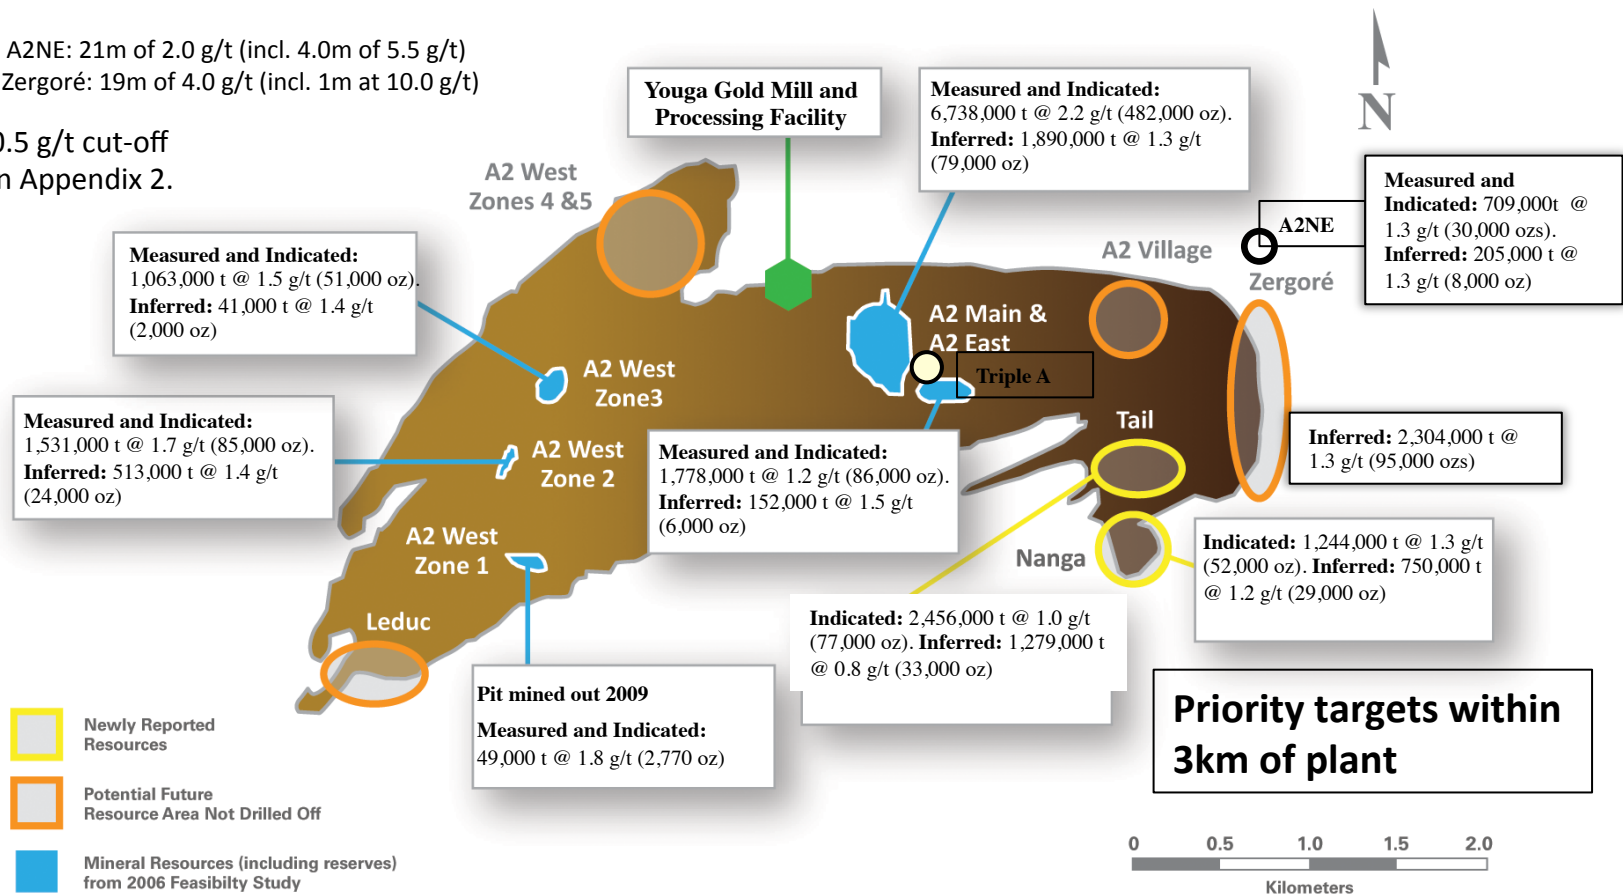 A2NE: 21m of 2.0 g/t (incl. 4.0m of 5.5 g/t)
Zergoré: 19m of 4.0 g/t (incl. 1m at 10.0 g/t)
0.5 g/t cut-off
n Appendix 2.
Youga Gold Mill and
Processing Facility
Measured and Indicated:
6,738,000 t @ 2.2 g/t (482,000 oz).
Inferred: 1,890,000 t @ 1.3 g/t
(79,000 oz)
N
Measured and
Indicated: 709,000t @
1.3 g/t (30,000 ozs).
Inferred: 205,000 t @
1.3 g/t (8,000 oz)
A2NE
A2 West
Zones 4 &5
A2 Village
Zergoré
Measured and Indicated:
1,063,000 t @ 1.5 g/t (51,000 oz).
Inferred: 41,000 t @ 1.4 g/t
(2,000 oz)
A2 Main &
A2 East
Triple A
A2 West
Zone3
Measured and Indicated:
1,531,000 t @ 1.7 g/t (85,000 oz).
Inferred: 513,000 t @ 1.4 g/t
(24,000 oz)
A2 West
Zone 2
Measured and Indicated:
1,778,000 t @ 1.2 g/t (86,000 oz).
Inferred: 152,000 t @ 1.5 g/t
(6,000 oz)
Tail
Inferred: 2,304,000 t @
1.3 g/t (95,000 ozs)
A2 West
Zone 1
Nanga
Indicated: 1,244,000 t @ 1.3 g/t
(52,000 oz). Inferred: 750,000 t
@ 1.2 g/t (29,000 oz)
Leduc
Indicated: 2,456,000 t @ 1.0 g/t
(77,000 oz). Inferred: 1,279,000 t
@ 0.8 g/t (33,000 oz)
Pit mined out 2009
Measured and Indicated:
49,000 t @ 1.8 g/t (2,770 oz)
Priority targets within
3km of plant
Newly Reported
Resources
Potential Future
Resource Area Not Drilled Off
Mineral Resources (including reserves)
from 2006 Feasibilty Study
0 0.5 1.0 1.5 2.0
Kilometers